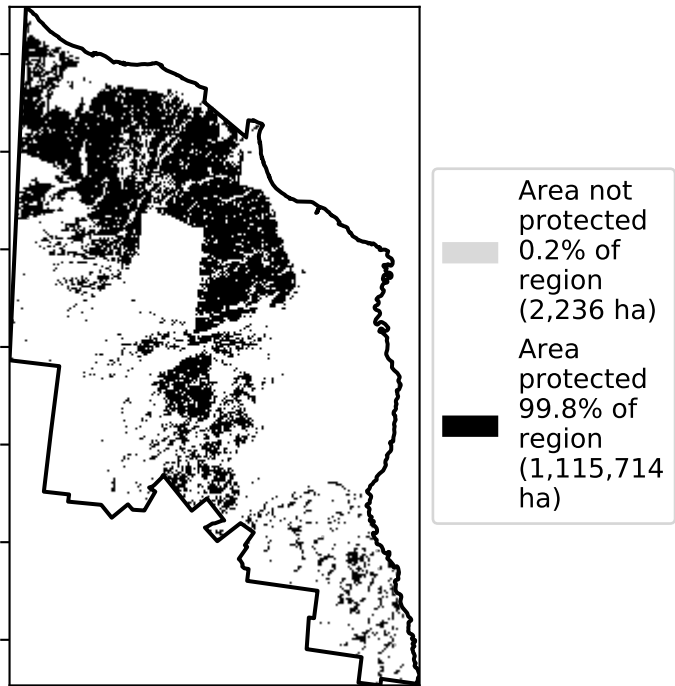 Area not
protected
0.2% of
region
(2,236 ha)
Area
protected
99.8% of
region
(1,115,714
ha)